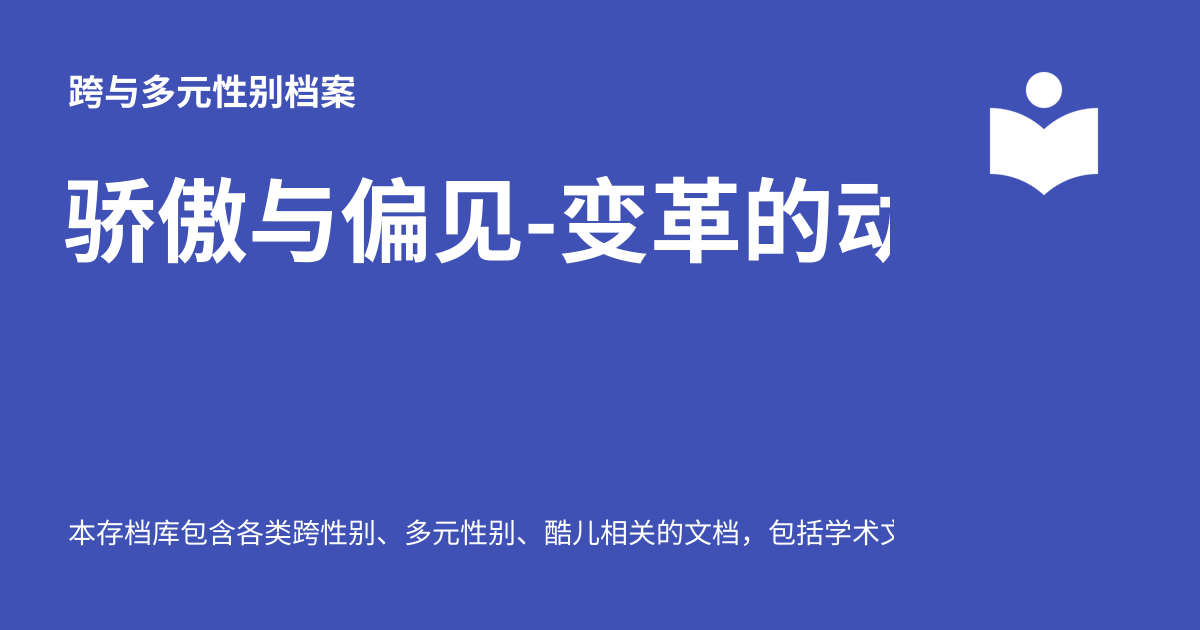 跨与多元性别档案
骄傲与偏见-变革的
本存档库包含各类跨性别、多元性别、酷儿相关的文档，包括学术